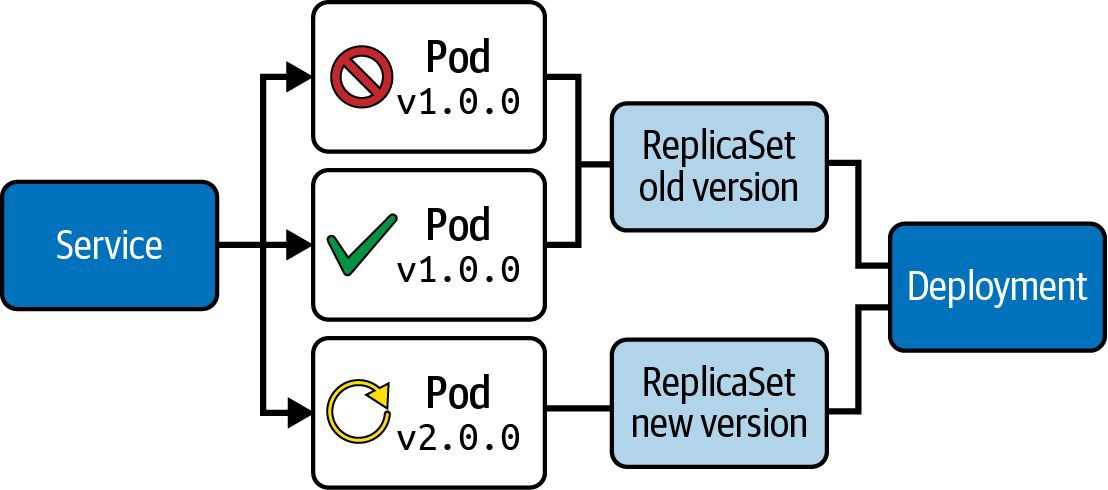 Service
Pod
v1.0.0
Pod
v1.0.0
Pod
v2.0.0
ReplicaSet
old version
ReplicaSet
new version
Deployment